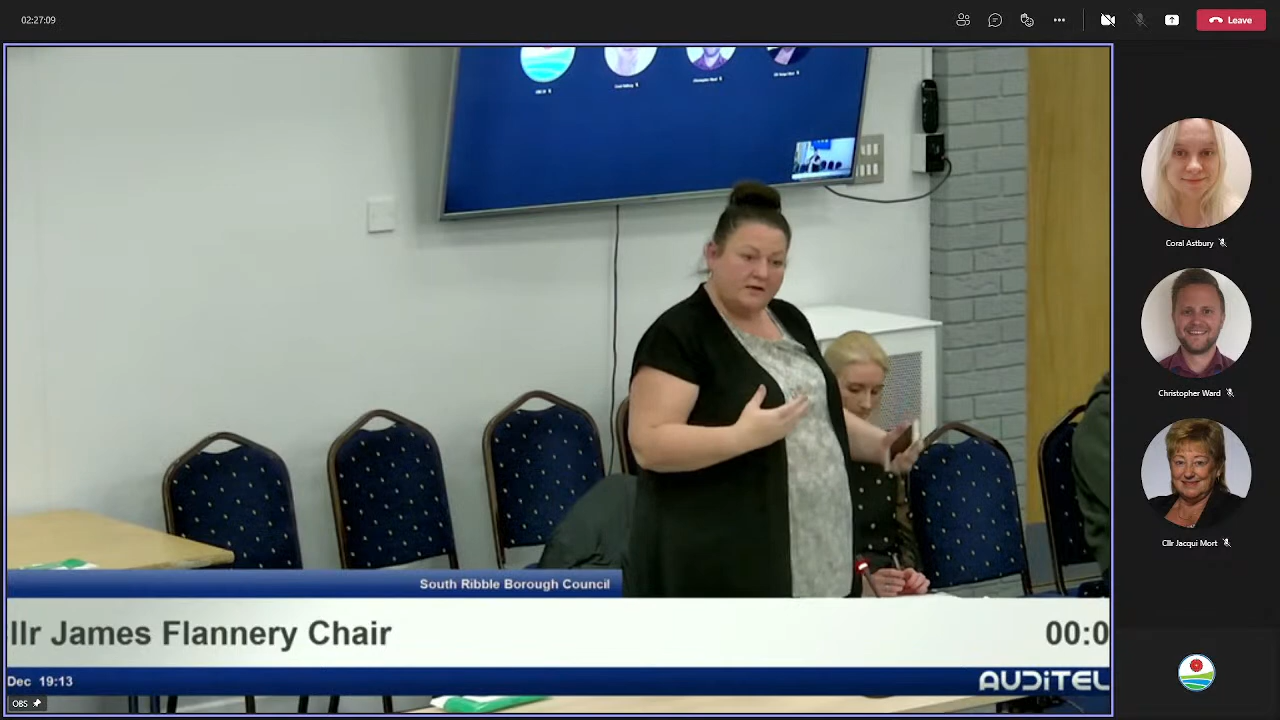 02:27:09
Leave
Coral Astbury
Christopher Ward
Cllr Jacqui Mort
South Ribble Borough Council
llr James Flannery Chair
00:0
Dec 19:13
AUDiTEL
OBS